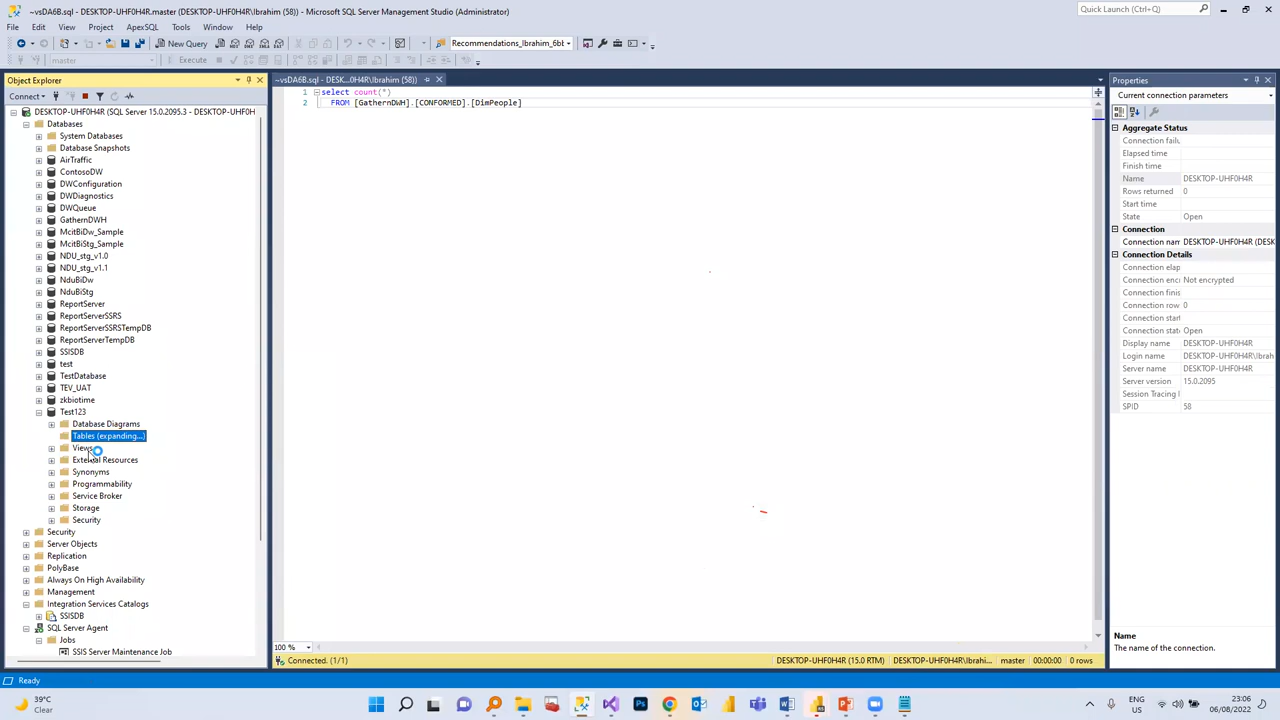 ~vsDA6B.sql - DESKTOP-UHF0H4R.master (DESKTOP-UHF0H4R\Ibrahim (58)) - Microsoft SQL Server Management Studio (Administrator)
Quick Launch (Ctrl+Q)
File Edit View Project ApexSQL Tools Window Help
New Query
Recommendations_Ibrahim_6bl
master
Execute
Object Explorer
Connect
DESKTOP-UHF0H4R (SQL Server 15.0.2095.3 - DESKTOP-UHF0H
Databases
System Databases
Database Snapshots
AirTraffic
ContosoDW
DWConfiguration
DWDiagnostics
DWQueue
GathernDWH
McitBiDw_Sample
McitBiStg_Sample
NDU_stg_v1.0
NDU_stg_v1.1
NduBiDw
NduBiStg
ReportServer
ReportServerSSRS
ReportServerSSRSTempDB
ReportServerTempDB
SSISDB
test
TestDatabase
TEV_UAT
zkbiotime
Test123
Database Diagrams
Tables (expanding...)
Views
External Resources
Synonyms
Programmability
Service Broker
Storage
Security
Security
Server Objects
Replication
PolyBase
Always On High Availability
Management
Integration Services Catalogs
SSISDB
SQL Server Agent
Jobs
SSIS Server Maintenance Job
~vsDA6B.sql - DESK...0H4R\Ibrahim (58))
1 select count(*)
2 FROM [GathernDWH].[CONFORMED].[DimPeople]
100 %
Connected. (1/1)
DESKTOP-UHF0H4R (15.0 RTM) DESKTOP-UHF0H4R\Ibrahi... master 00:00:00 0 rows
Properties
Current connection parameters
Aggregate Status
Connection failu
Elapsed time
Finish time
Name DESKTOP-UHF0H4R
Rows returned 0
Start time
State Open
Connection
Connection nam DESKTOP-UHF0H4R (DESK
Connection Details
Connection elap
Connection encr Not encrypted
Connection finis
Connection row 0
Connection start
Connection state Open
Display name DESKTOP-UHF0H4R
Login name DESKTOP-UHF0H4R\Ibrah
Server name DESKTOP-UHF0H4R
Server version 15.0.2095
Session Tracing I
SPID 58
Name
The name of the connection.
Ready
39°C
Clear
ENG
US
23:06
06/08/2022